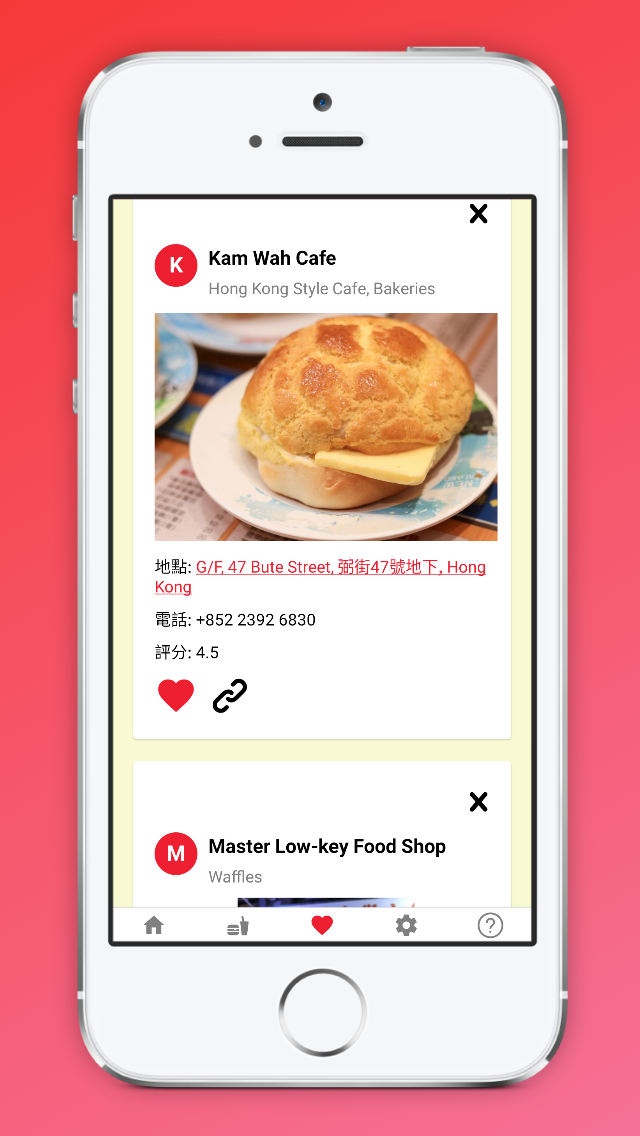 K
Kam Wah Cafe
Hong Kong Style Cafe, Bakeries
地點: G/F, 47 Bute Street, 弼街47號地下, Hong
Kong
電話: +852 2392 6830
評分: 4.5
M
Master Low-key Food Shop
Waffles